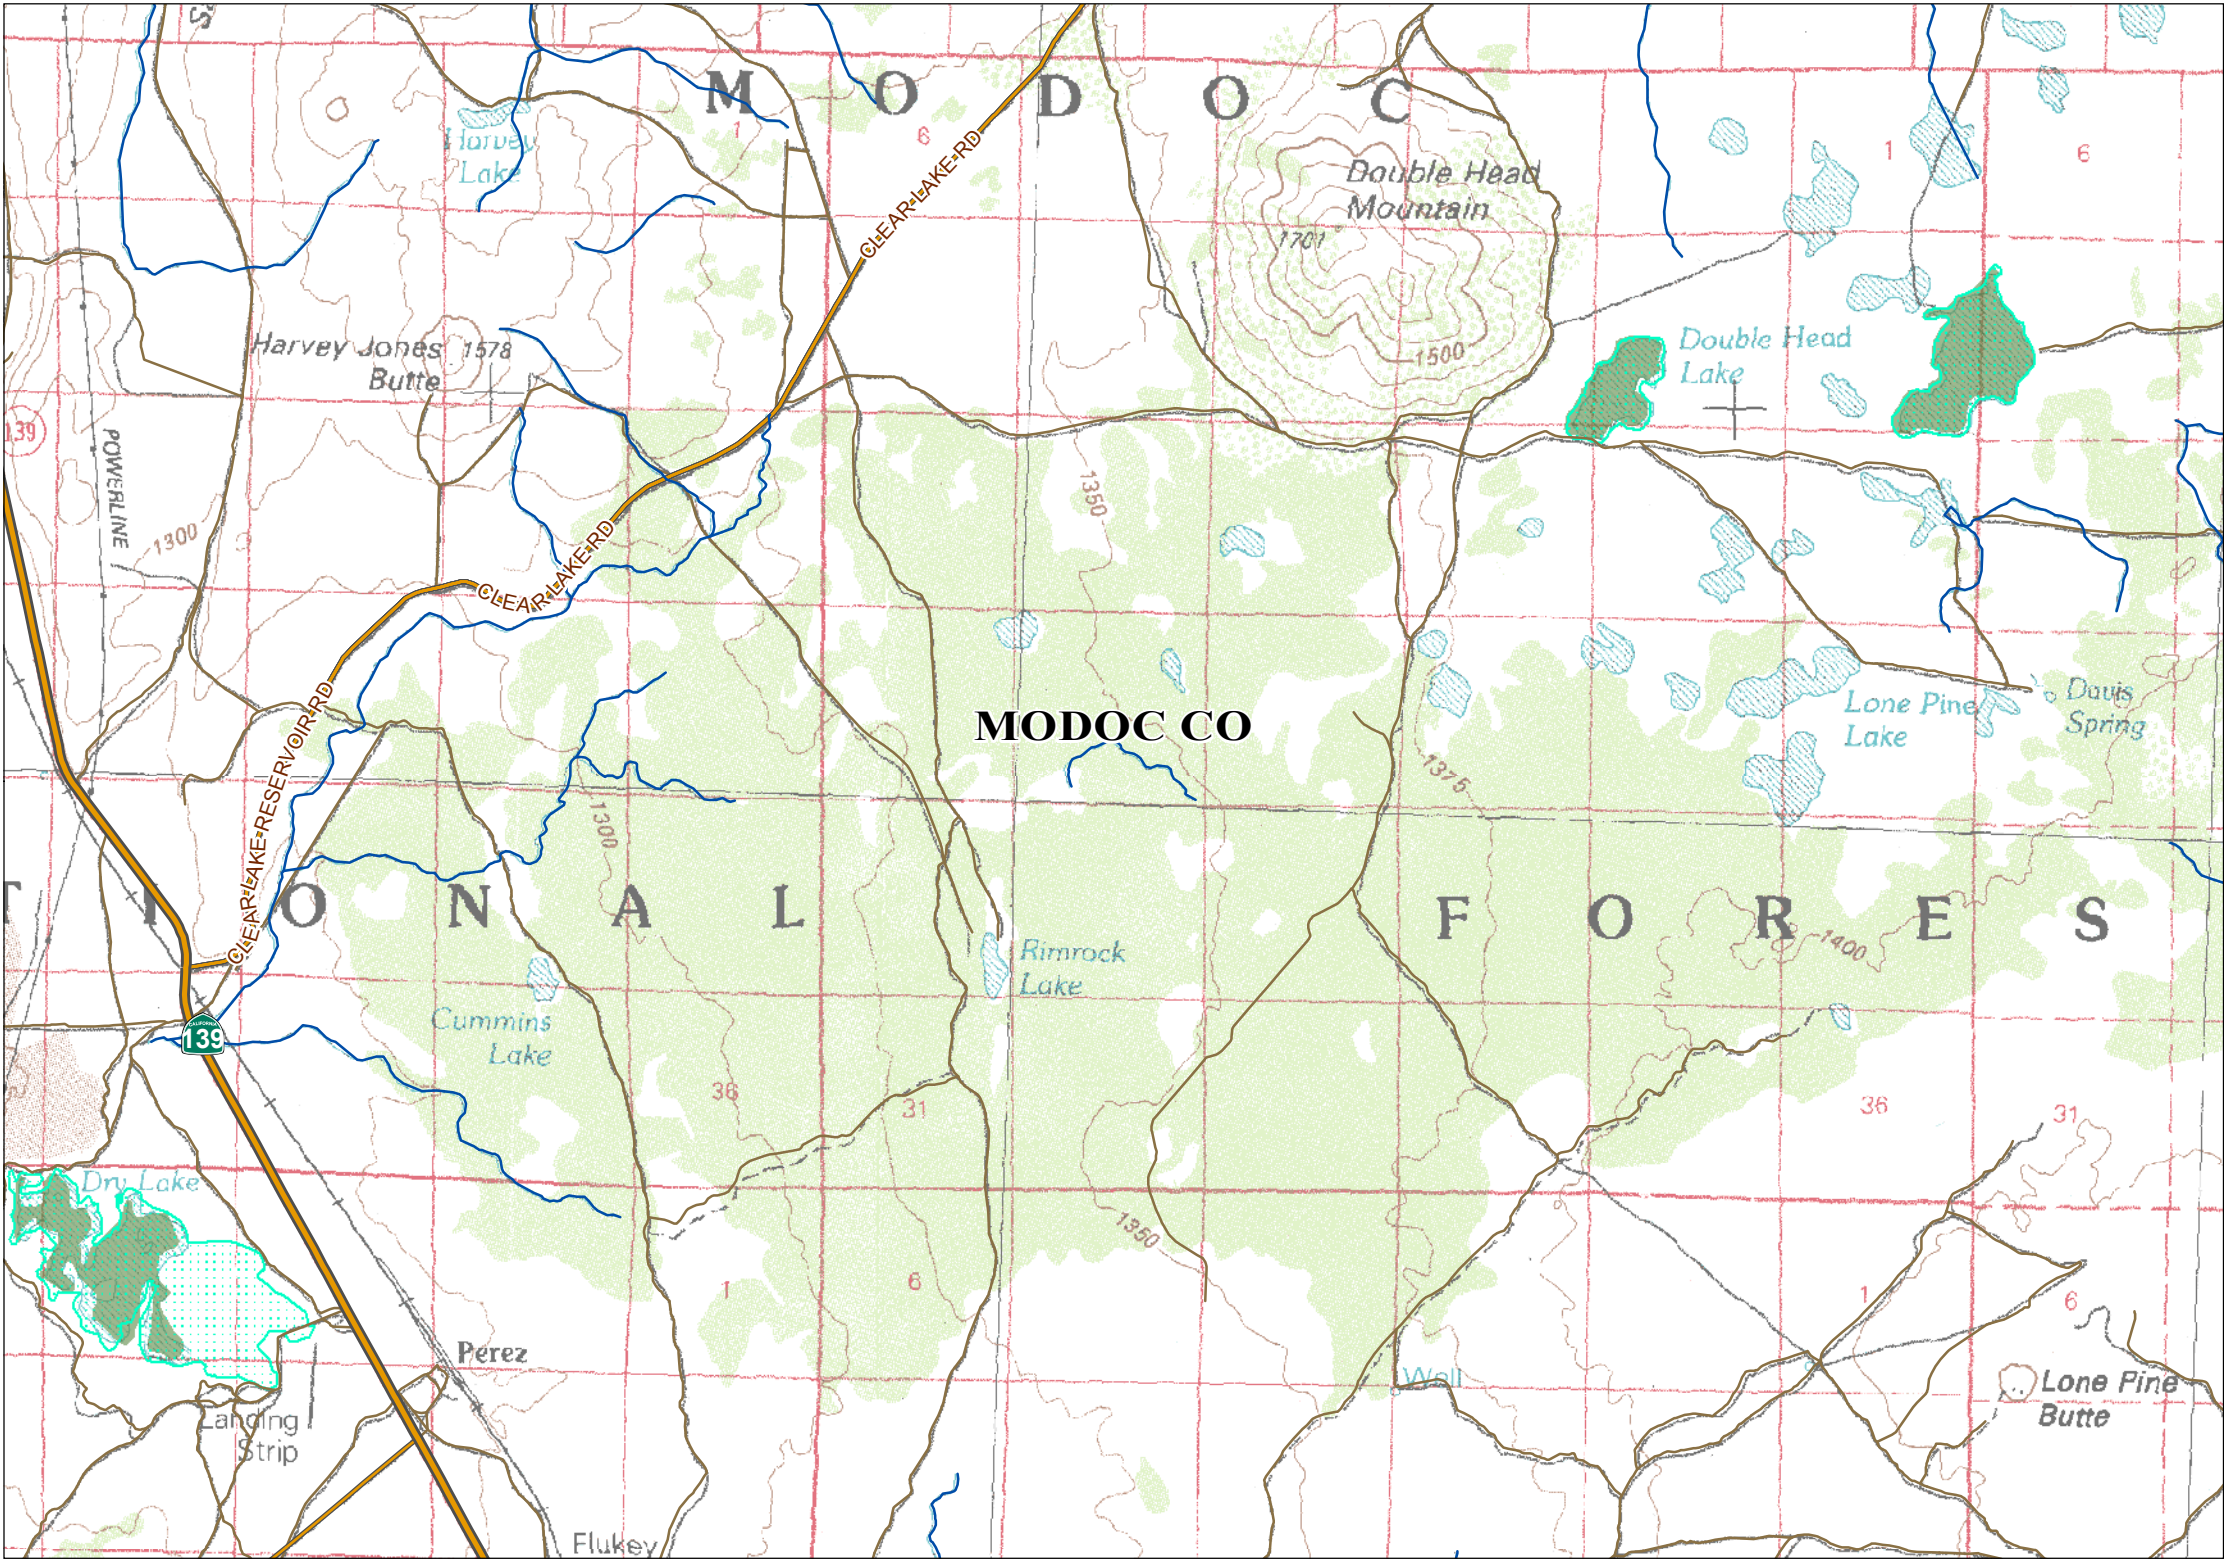 M O D O C
1
6
1
6
Harvey
Lake
CLEAR LAKE RD
Double Head
Mountain
1701
Harvey Jones 1578
Butte
1500
Double Head
Lake
139
POWERLINE
1300
1350
CLEAR LAKE RD
CLEAR LAKE RESERVOIR RD
MODOC CO
Lone Pine
Lake
Davis
Spring
1375
1300
T I O N A L F O R E S
Rimrock
Lake
1400
Cummins
Lake
CALIFORNIA
139
36
31
36
31
Dry Lake
1350
1
6
1
6
Perez
Well
Lone Pine
Butte
Landing
Strip
Flukey